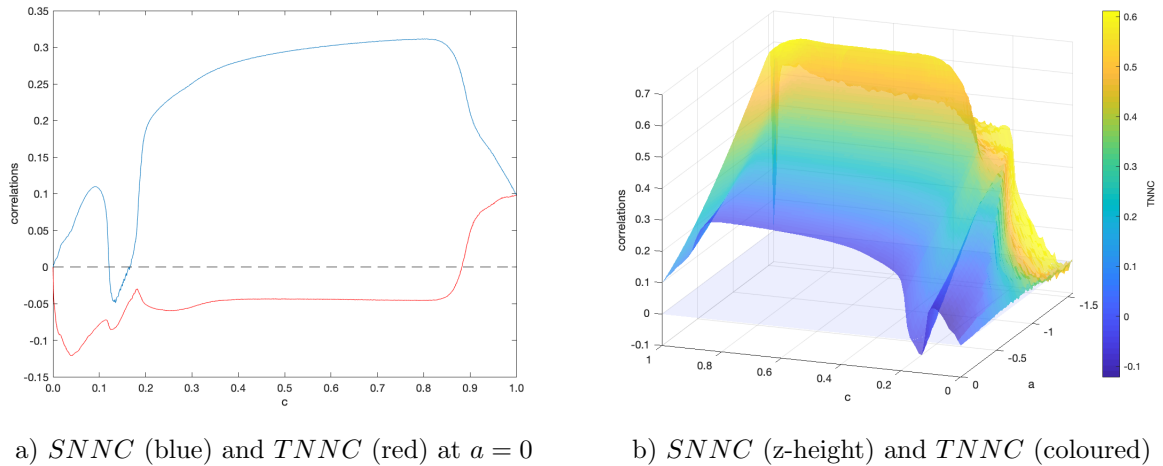 0.35
0.3
0.25
0.2
0.15
0.1
0.05
0
-0.05
-0.1
-0.15
correlations
0.0 0.1 0.2 0.3 0.4 0.5 0.6 0.7 0.8 0.9 1.0
c
a) SNNC (blue) and TNNC (red) at a = 0
0.7
0.6
0.5
0.4
0.3
0.2
0.1
0
-0.1
correlations
1 0.8 0.6 0.4 0.2 0
c
0 -0.5 -1 -1.5
a
0.6
0.5
0.4
0.3
0.2
0.1
0
-0.1
TNNC
b) SNNC (z-height) and TNNC (coloured)